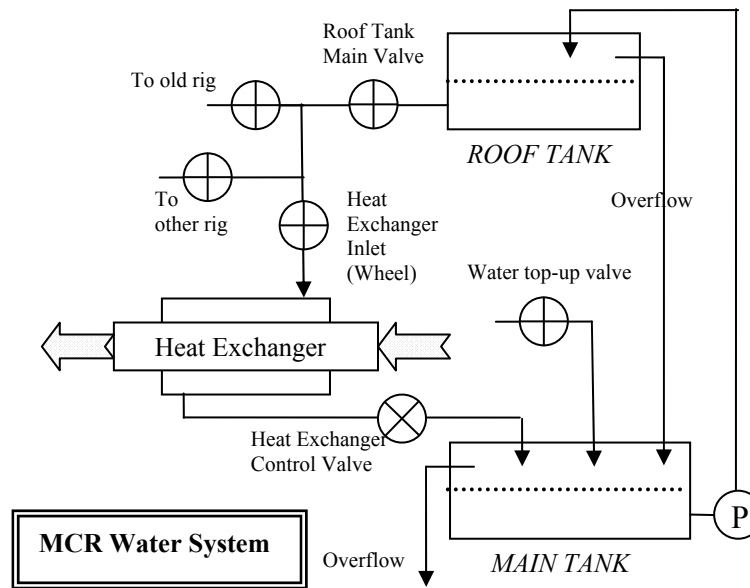 Roof Tank
Main Valve
To old rig
ROOF TANK
To
other rig
Heat
Exchanger
Inlet
(Wheel)
Overflow
Water top-up valve
Heat Exchanger
Heat Exchanger
Control Valve
P
MCR Water System
Overflow
MAIN TANK